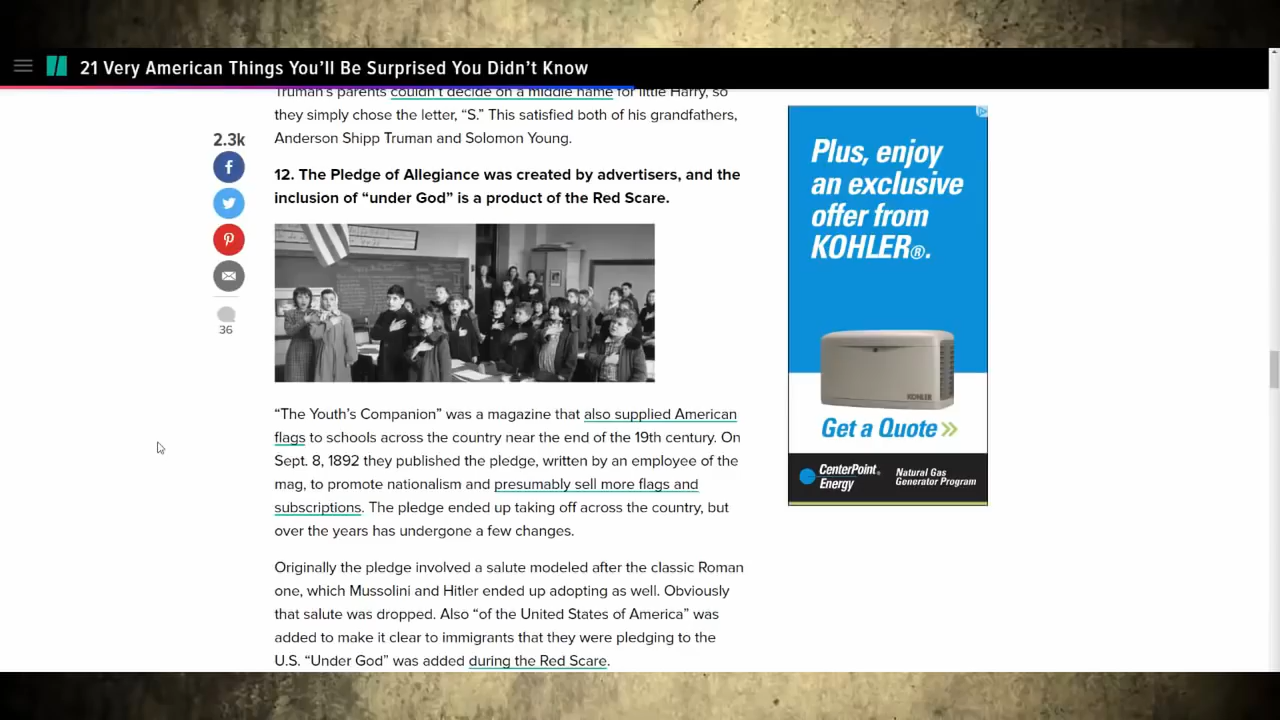 21 Very American Things You'll Be Surprised You Didn't Know
Truman's parents couldn't decide on a middle name for little Harry, so
they simply chose the letter, “S.” This satisfied both of his grandfathers,
Anderson Shipp Truman and Solomon Young.
2.3k
36
12. The Pledge of Allegiance was created by advertisers, and the
inclusion of “under God” is a product of the Red Scare.
“The Youth's Companion” was a magazine that also supplied American
flags to schools across the country near the end of the 19th century. On
Sept. 8, 1892 they published the pledge, written by an employee of the
mag, to promote nationalism and presumably sell more flags and
subscriptions. The pledge ended up taking off across the country, but
over the years has undergone a few changes.
Originally the pledge involved a salute modeled after the classic Roman
one, which Mussolini and Hitler ended up adopting as well. Obviously
that salute was dropped. Also “of the United States of America” was
added to make it clear to immigrants that they were pledging to the
U.S. “Under God” was added during the Red Scare.
Plus, enjoy
an exclusive
offer from
KOHLER®.
KOHLER
Get a Quote »
CenterPoint®
Energy
Natural Gas
Generator Program